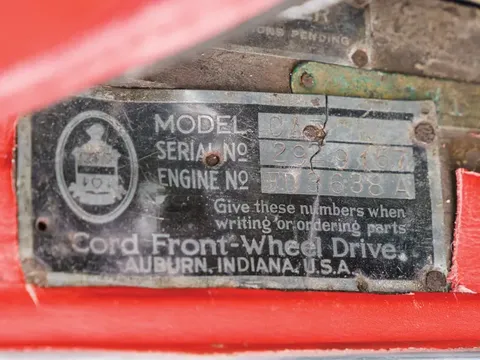 IONS PENDING
MODEL
SERIAL Nº
ENGINE Nº
Give these numbers when
writing or ordering parts
Cord Front-Wheel Drive.
AUBURN, INDIANA, U.S.A.